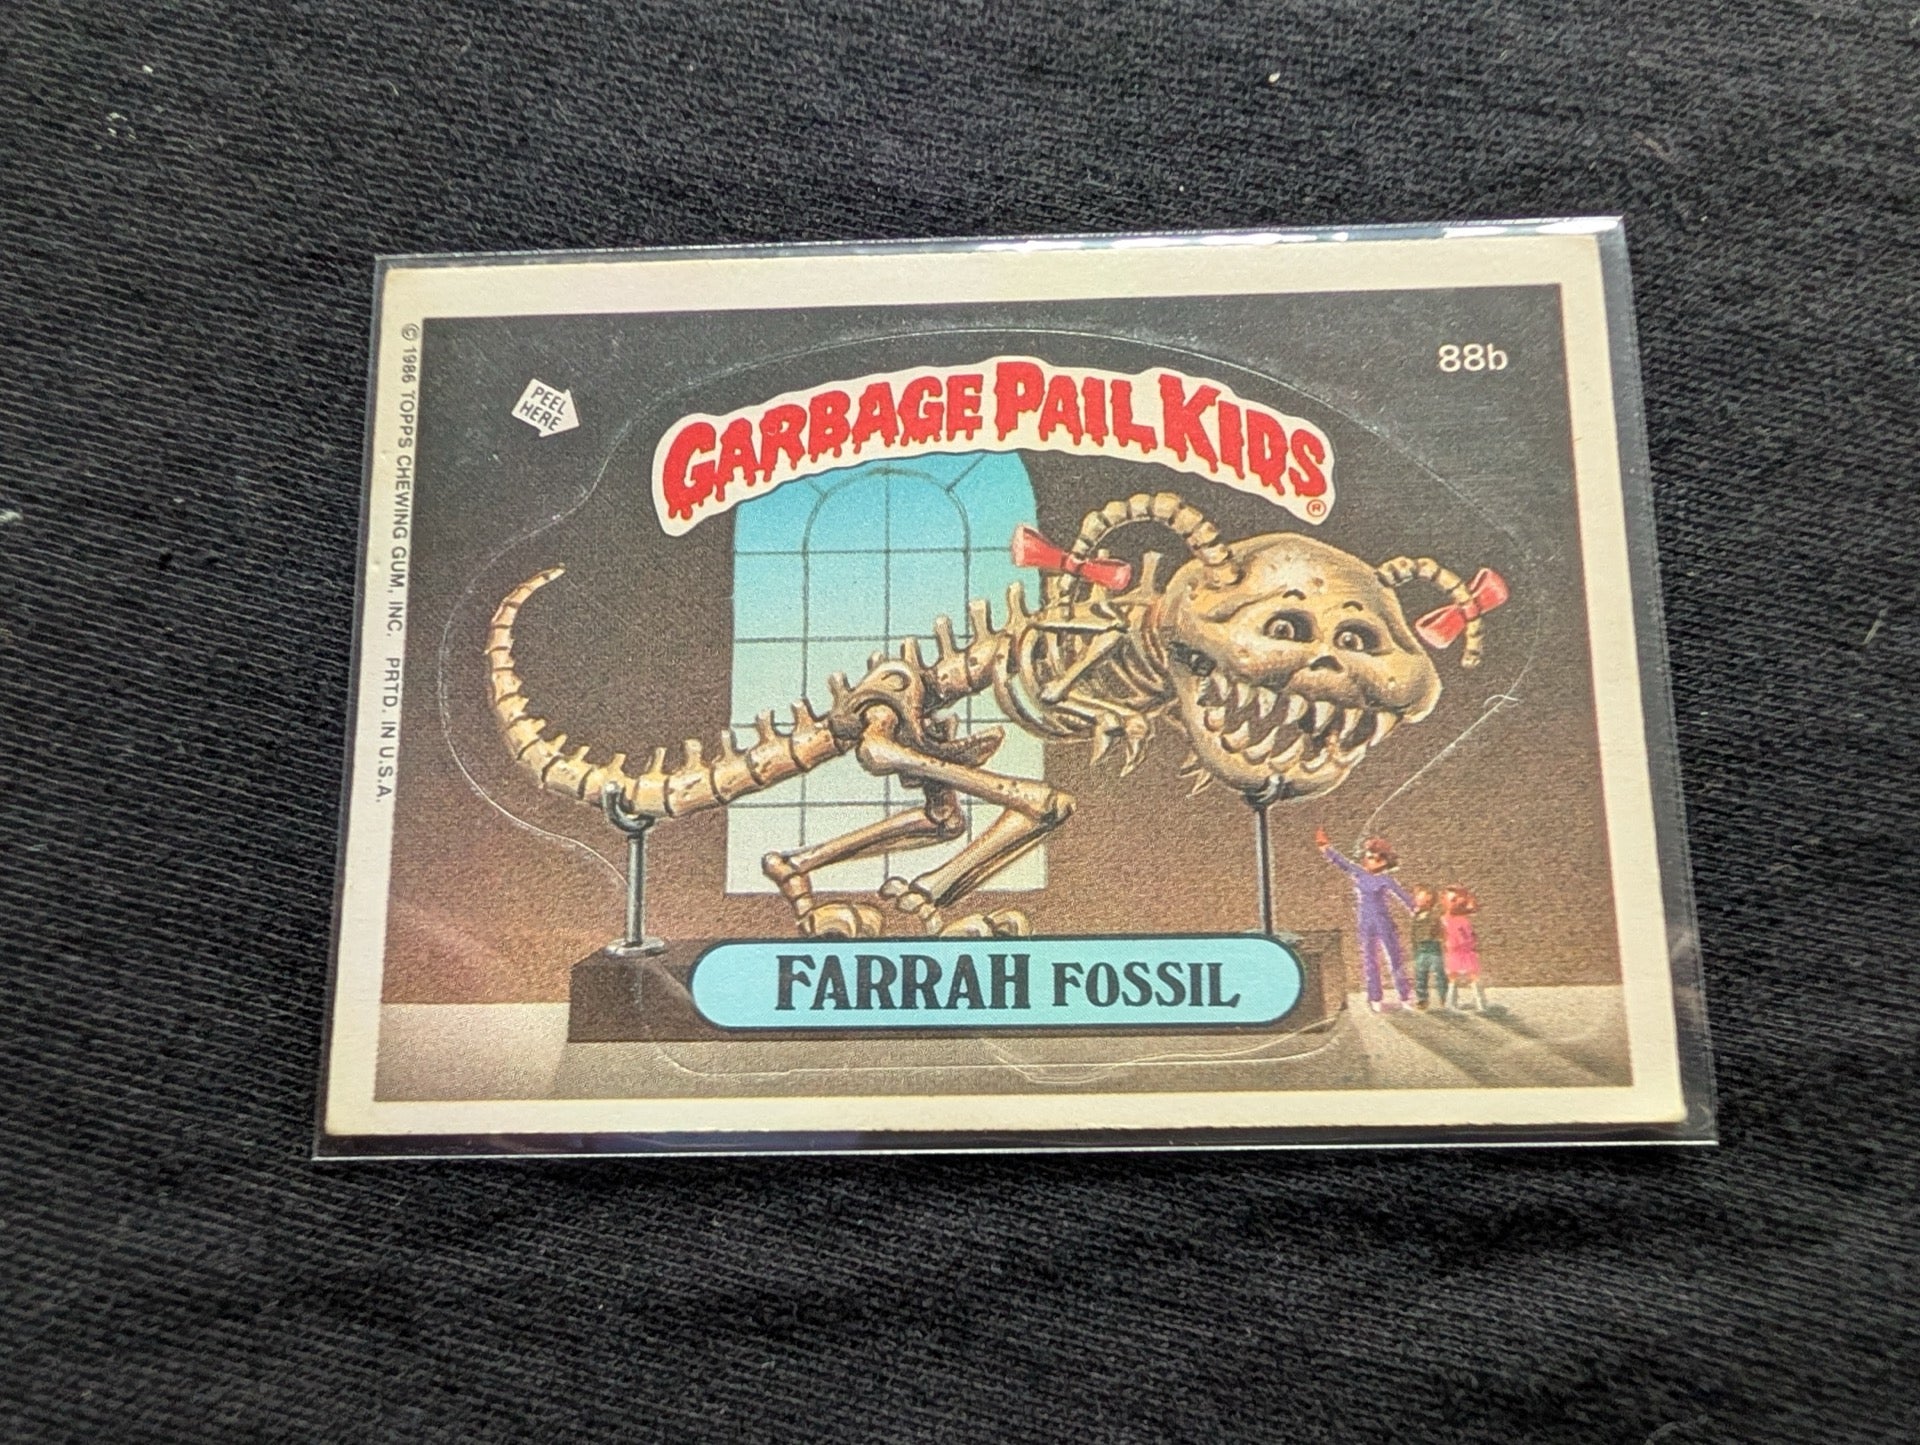 88b
PEEL
HERE
GARBAGE PAIL KIDS
®
© 1986 TOPPS CHEWING GUM, INC. PRTD. IN U.S.A.
FARRAH FOSSIL